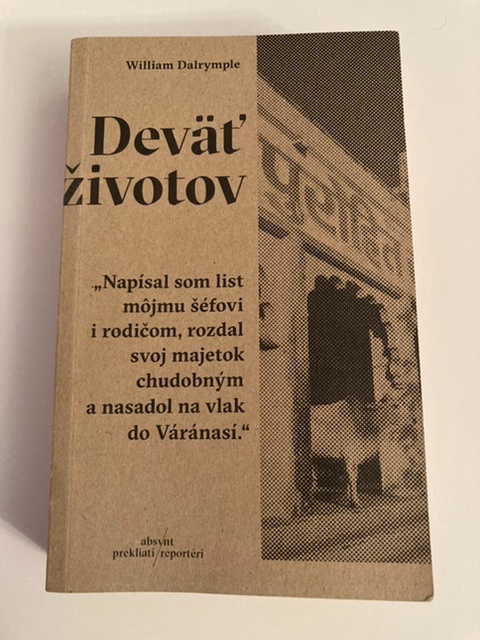 William Dalrymple
Deväť
životov
„Napísal som list
môjmu šéfovi
i rodičom, rozdal
svoj majetok
chudobným
a nasadol na vlak
do Váránasí.“
absynt
prekliati/reportéri